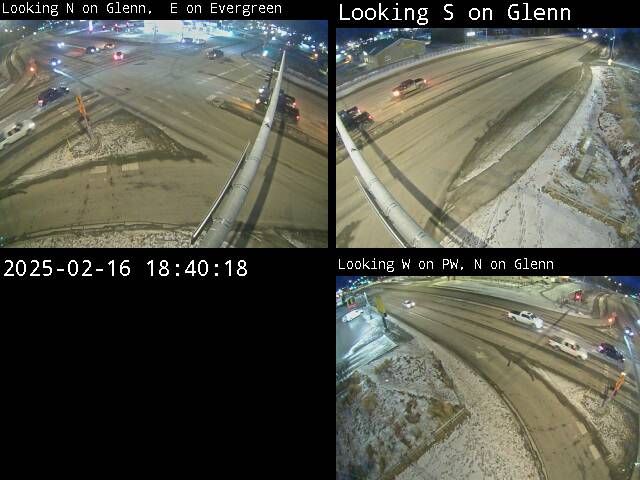 Looking N on Glenn,  E on Evergreen
Looking S on Glenn
2025-02-16 18:40:18
Looking W on PW, N on Glenn